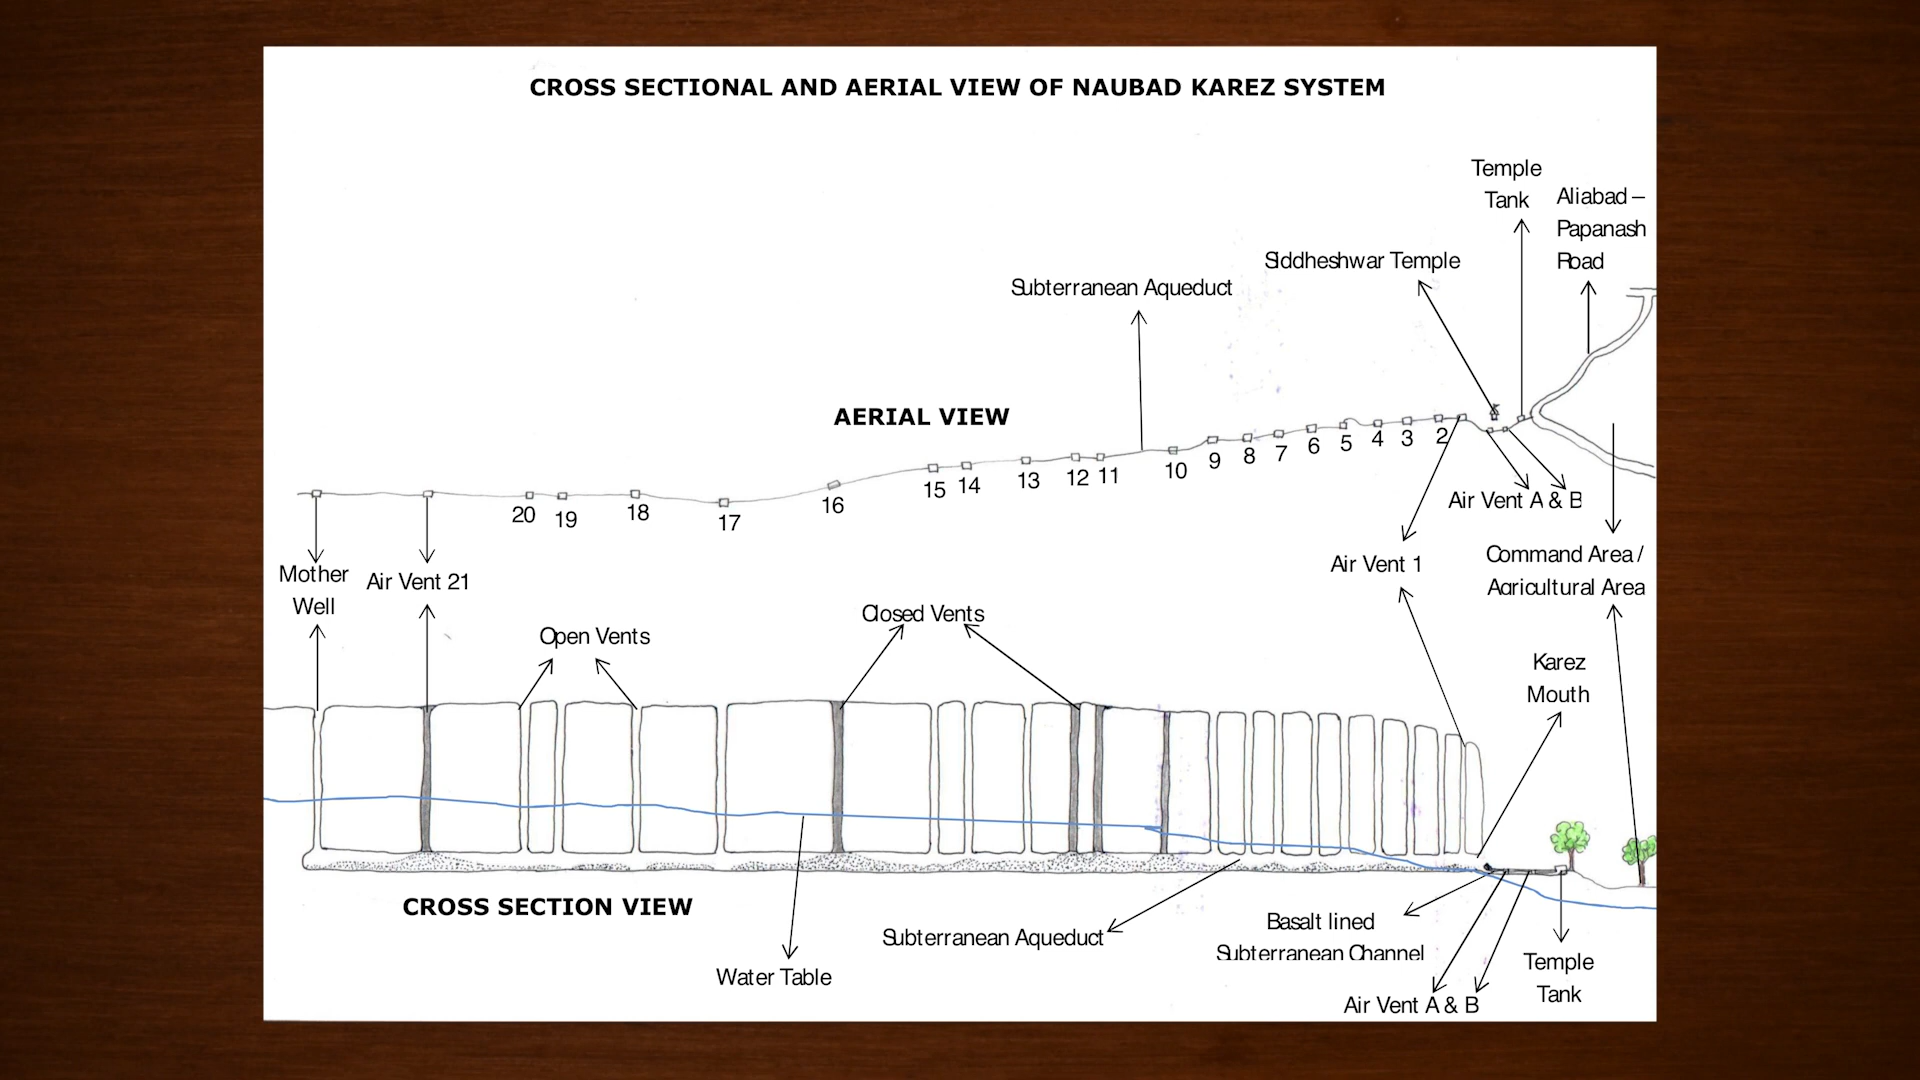 CROSS SECTIONAL AND AERIAL VIEW OF NAUBAD KAREZ SYSTEM
Temple
Tank
Aliabad –
Papanash
Road
Siddheshwar Temple
Subterranean Aqueduct
AERIAL VIEW
20
19
18
17
16
15
14
13
12
11
10
9
8
7
6
5
4
3
2
Air Vent A & B
Mother
Well
Air Vent 21
Air Vent 1
Command Area /
Agricultural Area
Open Vents
Closed Vents
Karez
Mouth
CROSS SECTION VIEW
Subterranean Aqueduct
Water Table
Basalt lined
Subterranean Channel
Air Vent A & B
Temple
Tank